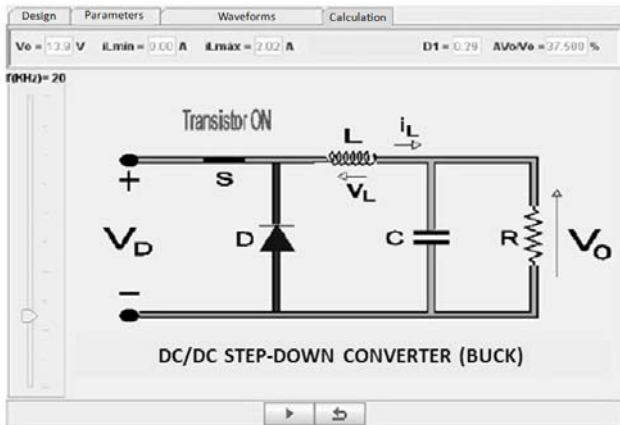 Design Parameters Waveforms Calculation
Vo = 13.9 V iLmin = 0.00 A iLmáx = 2.02 A D1 = 0.29 ΔVo/Vo = 37.500 %
f(KHz)= 20
Transistor ON
L
iL
S
VL
+
VD
D
C
R
VO
−
DC/DC STEP-DOWN CONVERTER (BUCK)